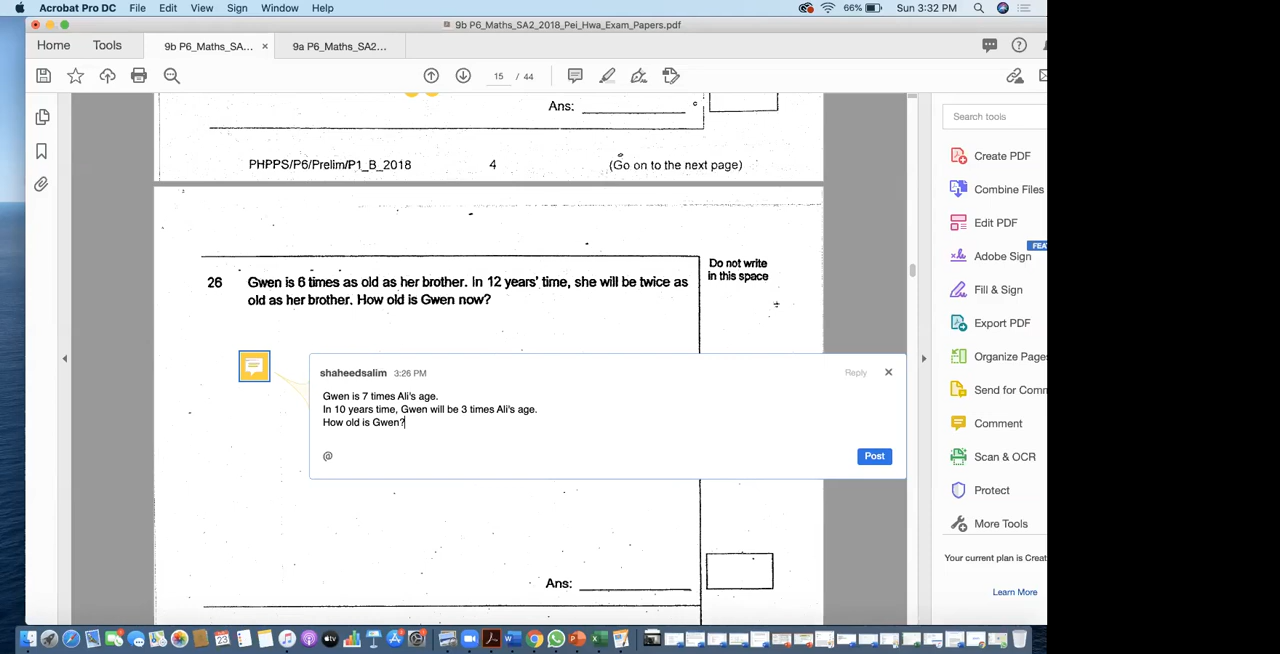 Acrobat Pro DC File Edit View Sign Window Help 66% Sun 3:32 PM
9b P6_Maths_SA2_2018_Pei_Hwa_Exam_Papers.pdf
Home Tools 9b P6_Maths_SA... × 9a P6_Maths_SA2...
15 / 44
Ans:
Search tools
PHPPS/P6/Prelim/P1_B_2018 4 (Go on to the next page)
Create PDF
Combine Files
Edit PDF
Adobe Sign
Fill & Sign
Export PDF
Organize Pages
Send for Comm
Comment
Scan & OCR
Protect
More Tools
Your current plan is Creat
Learn More
Do not write
in this space
26 Gwen is 6 times as old as her brother. In 12 years' time, she will be twice as
old as her brother. How old is Gwen now?
shaheedsalim 3:26 PM Reply
Gwen is 7 times Ali's age.
In 10 years time, Gwen will be 3 times Ali's age.
How old is Gwen?
@ Post
Ans: